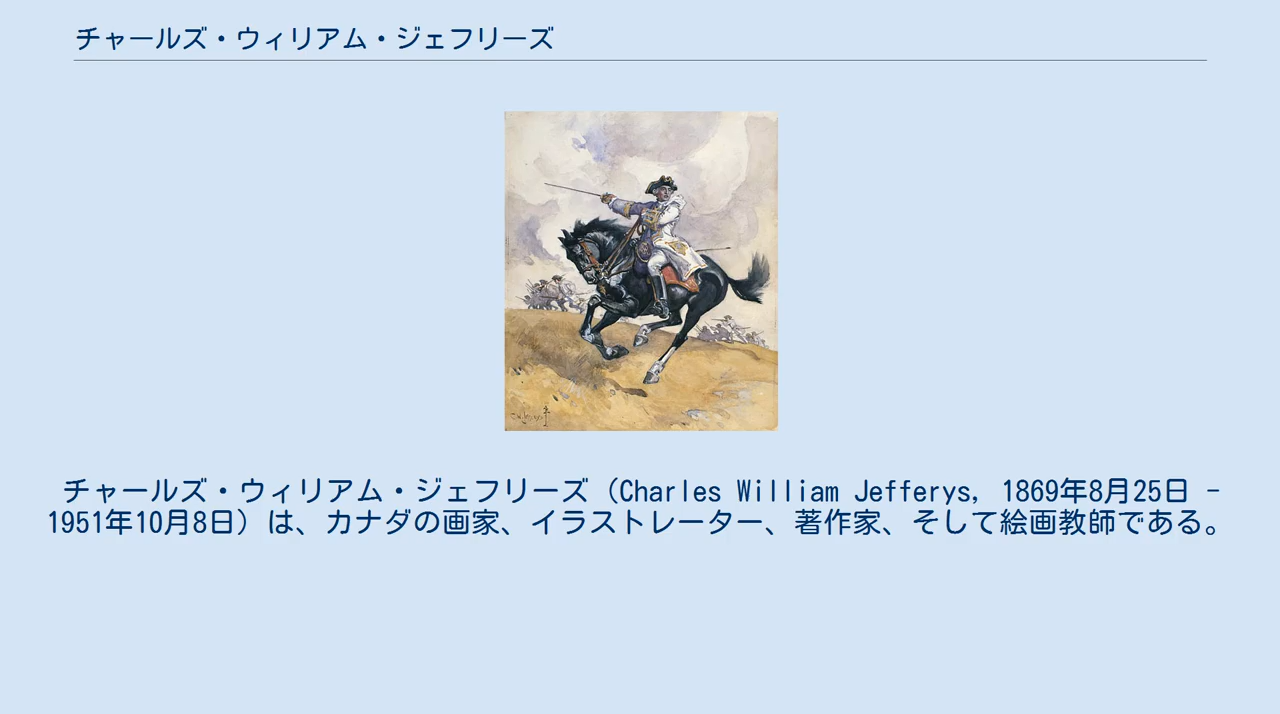 チャールズ・ウィリアム・ジェフリーズ
チャールズ・ウィリアム・ジェフリーズ（Charles William Jefferys, 1869年8月25日 -
1951年10月8日）は、カナダの画家、イラストレーター、著作家、そして絵画教師である。